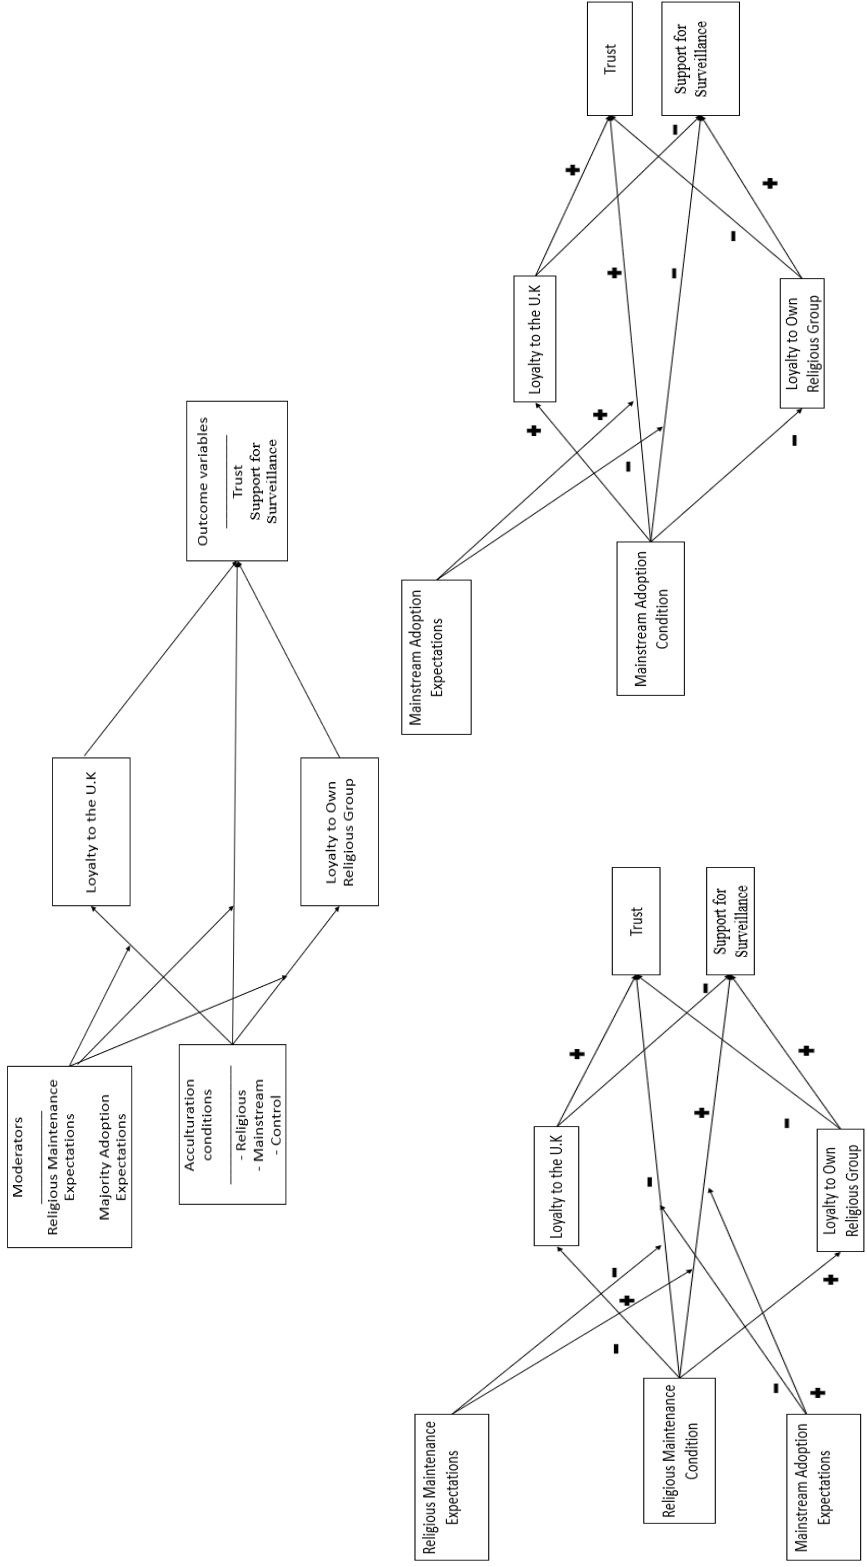 Moderators
Religious Maintenance
Expectations
Majority Adoption
Expectations
Acculturation
conditions
- Religious
- Mainstream
- Control
Loyalty to the U.K
Loyalty to Own
Religious Group
Outcome variables
Trust
Support for
Surveillance
Religious Maintenance
Expectations
Religious Maintenance
Condition
Mainstream Adoption
Expectations
Loyalty to the U.K
Loyalty to Own
Religious Group
Trust
Support for
Surveillance
-
-
+
+
-
+
+
-
+
-
+
-
+
Mainstream Adoption
Expectations
Mainstream Adoption
Condition
Loyalty to the U.K
Loyalty to Own
Religious Group
Trust
Support for
Surveillance
+
+
-
-
+
-
+
-
-
+